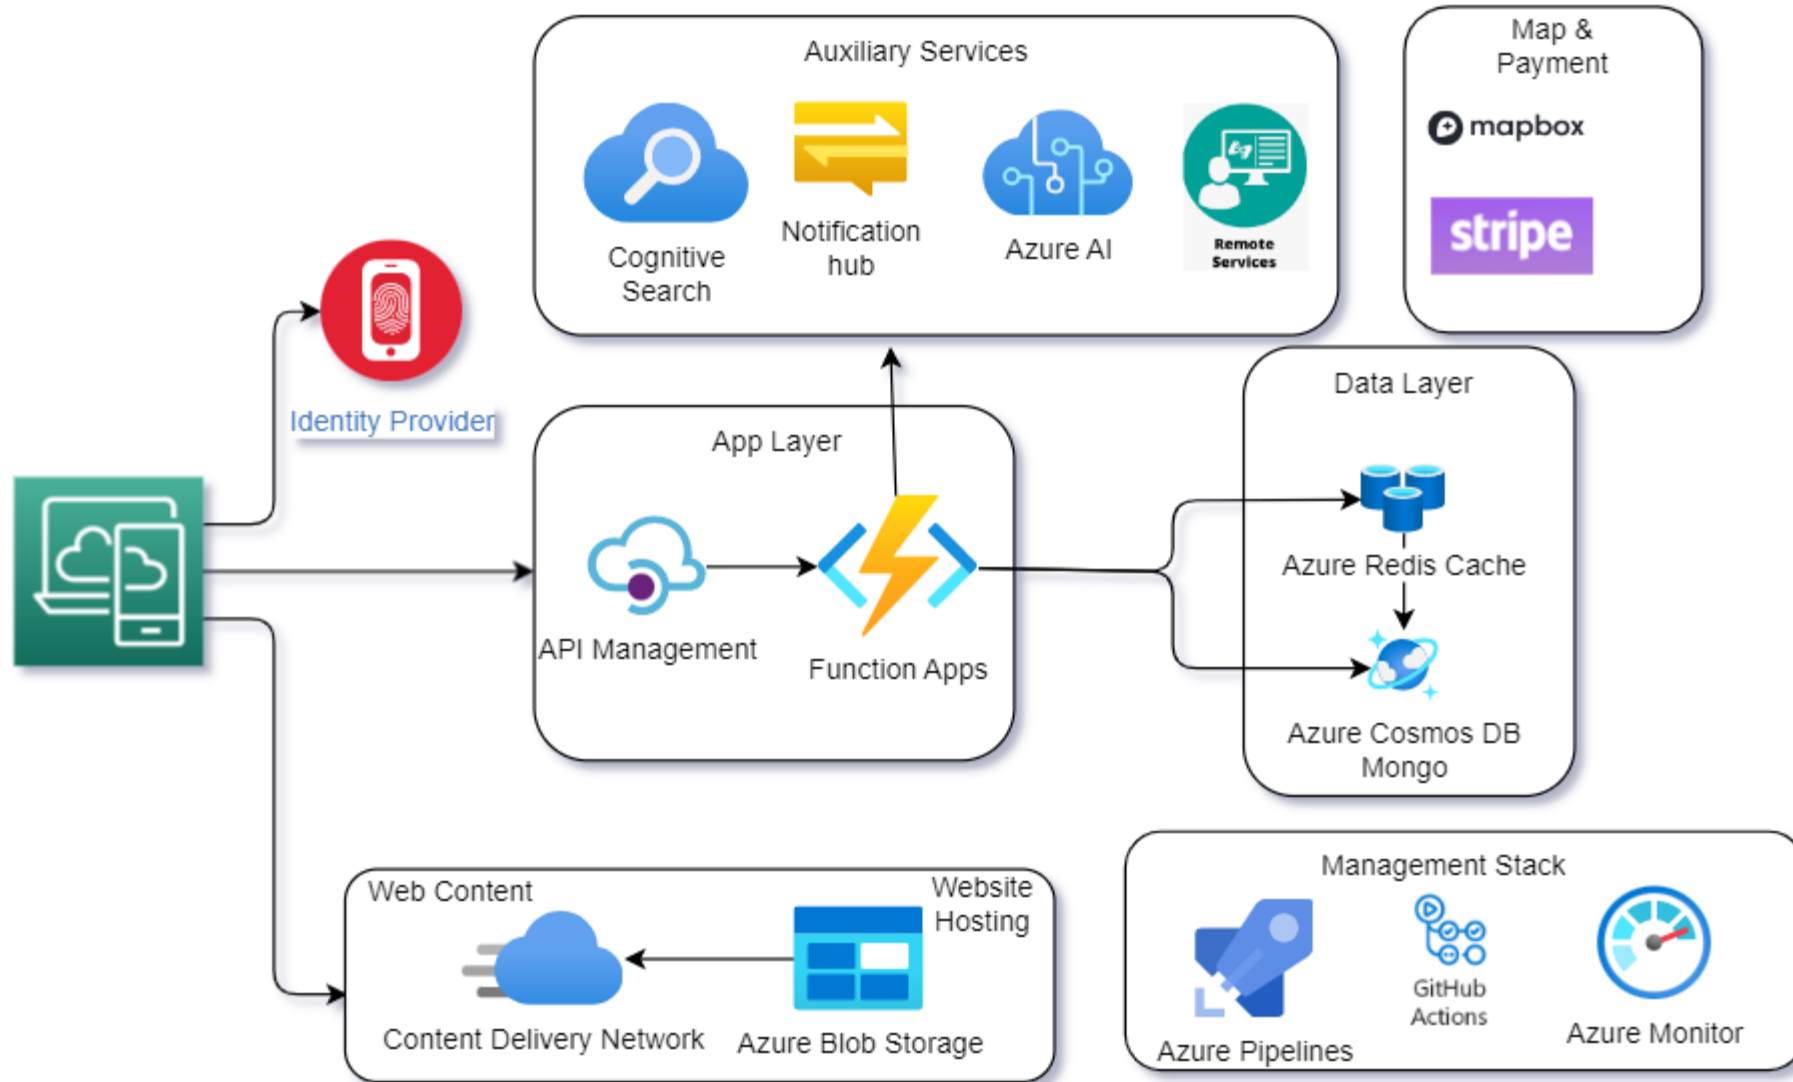 Auxiliary Services
Cognitive
Search
Notification
hub
Azure AI
Remote
Services
Map &
Payment
mapbox
stripe
Identity Provider
App Layer
API Management
Function Apps
Data Layer
Azure Redis Cache
Azure Cosmos DB
Mongo
Web Content
Website
Hosting
Content Delivery Network
Azure Blob Storage
Management Stack
Azure Pipelines
GitHub
Actions
Azure Monitor